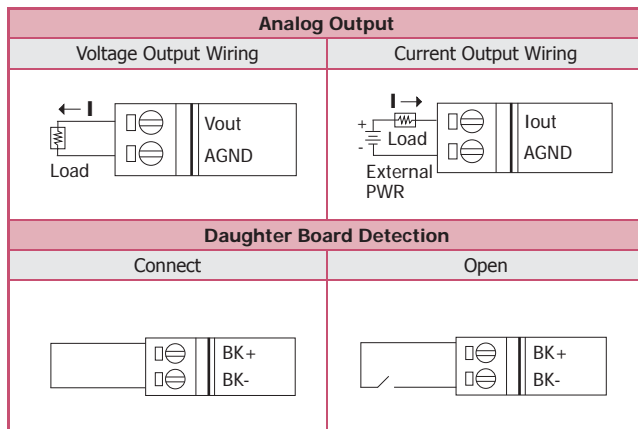 Analog Output
Voltage Output Wiring
Current Output Wiring
I
Vout
AGND
Load
I
+
-
Load
External
PWR
Iout
AGND
Daughter Board Detection
Connect
Open
BK+
BK-
BK+
BK-